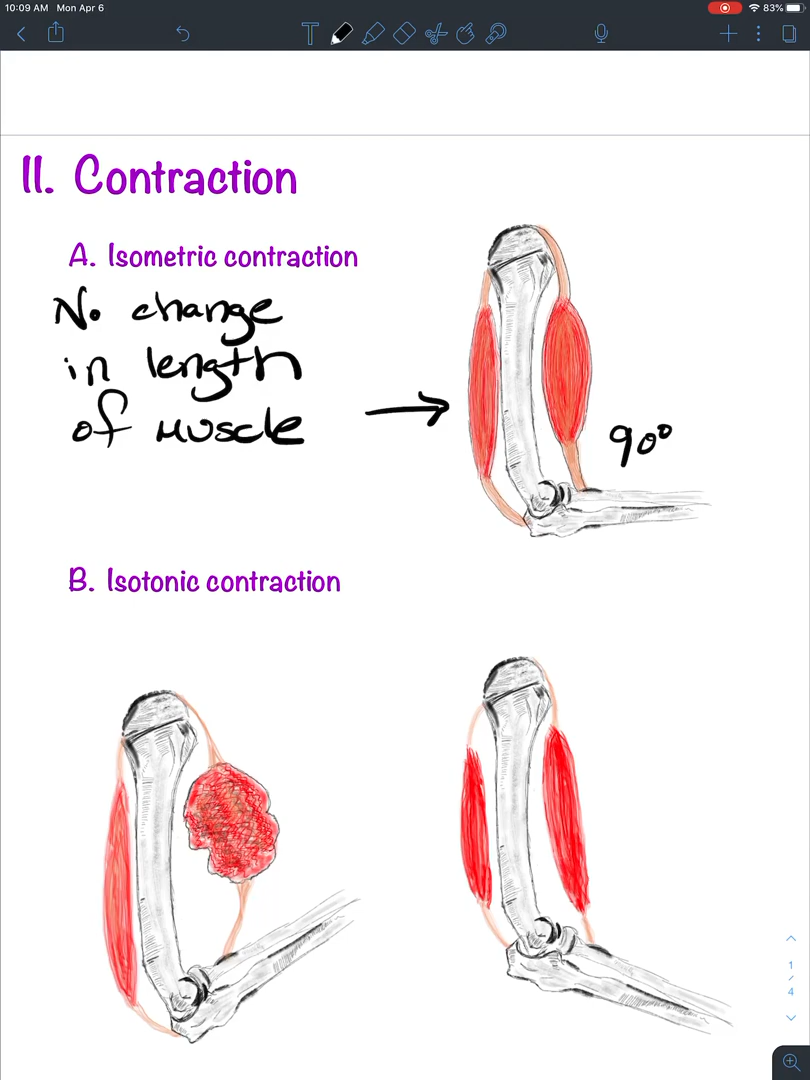 10:09 AM Mon Apr 6
83%
II. Contraction
A. Isometric contraction
No change
in length
of muscle
90°
B. Isotonic contraction
1
/
4